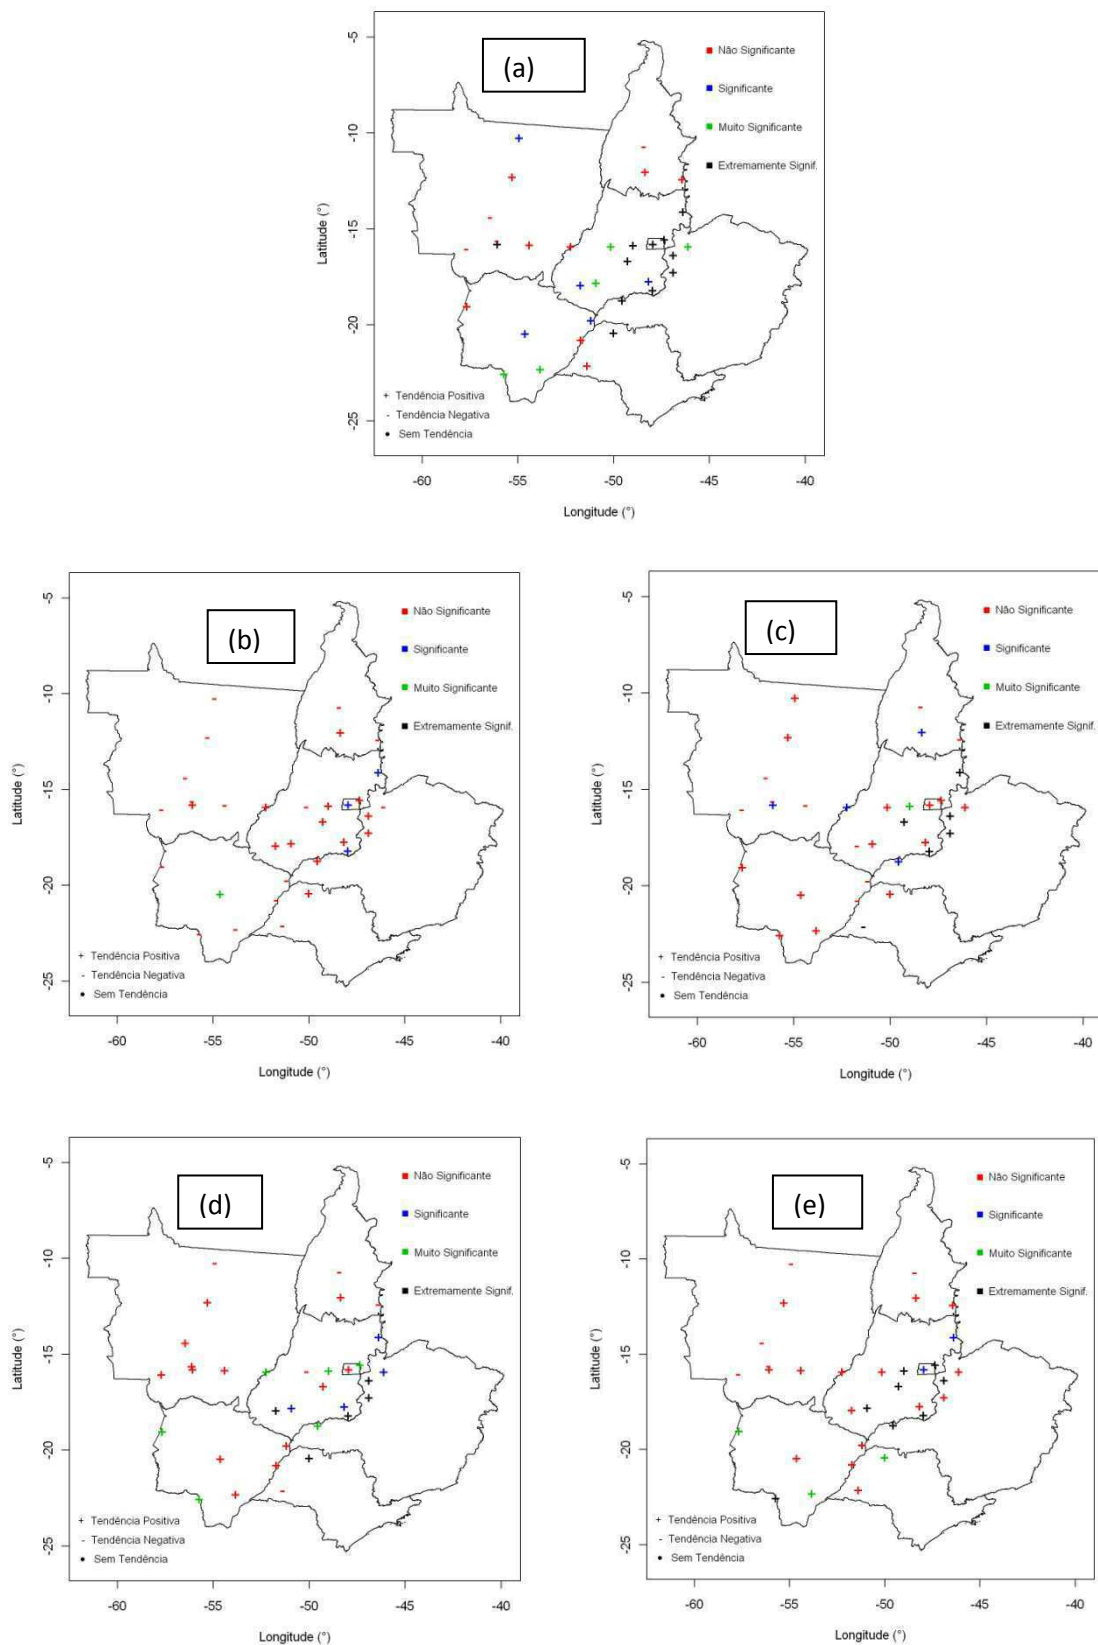 (a)
Não Significante
Significante
Muito Significante
Extremamente Signif.
-5
-10
-15
-20
-25
Latitude (°)
+ Tendência Positiva
- Tendência Negativa
• Sem Tendência
-60 -55 -50 -45 -40
Longitude (°)
(b)
Não Significante
Significante
Muito Significante
Extremamente Signif.
-5
-10
-15
-20
-25
Latitude (°)
+ Tendência Positiva
- Tendência Negativa
• Sem Tendência
-60 -55 -50 -45 -40
Longitude (°)
(c)
Não Significante
Significante
Muito Significante
Extremamente Signif.
-5
-10
-15
-20
-25
Latitude (°)
+ Tendência Positiva
- Tendência Negativa
• Sem Tendência
-60 -55 -50 -45 -40
Longitude (°)
(d)
Não Significante
Significante
Muito Significante
Extremamente Signif.
-5
-10
-15
-20
-25
Latitude (°)
+ Tendência Positiva
- Tendência Negativa
• Sem Tendência
-60 -55 -50 -45 -40
Longitude (°)
(e)
Não Significante
Significante
Muito Significante
Extremamente Signif.
-5
-10
-15
-20
-25
Latitude (°)
+ Tendência Positiva
- Tendência Negativa
• Sem Tendência
-60 -55 -50 -45 -40
Longitude (°)